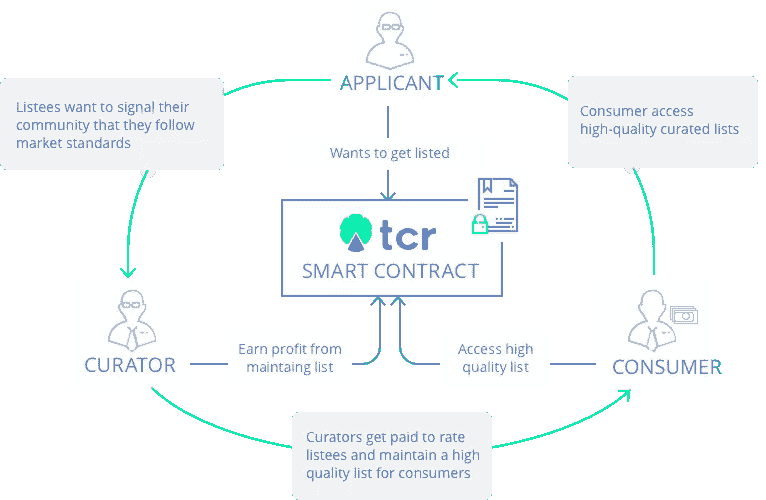 APPLICANT
Listees want to signal their
community that they follow
market standards
Consumer access
high-quality curated lists
Wants to get listed
tcr
SMART CONTRACT
CURATOR
Earn profit from
maintaing list
Access high
quality list
CONSUMER
Curators get paid to rate
listees and maintain a high
quality list for consumers